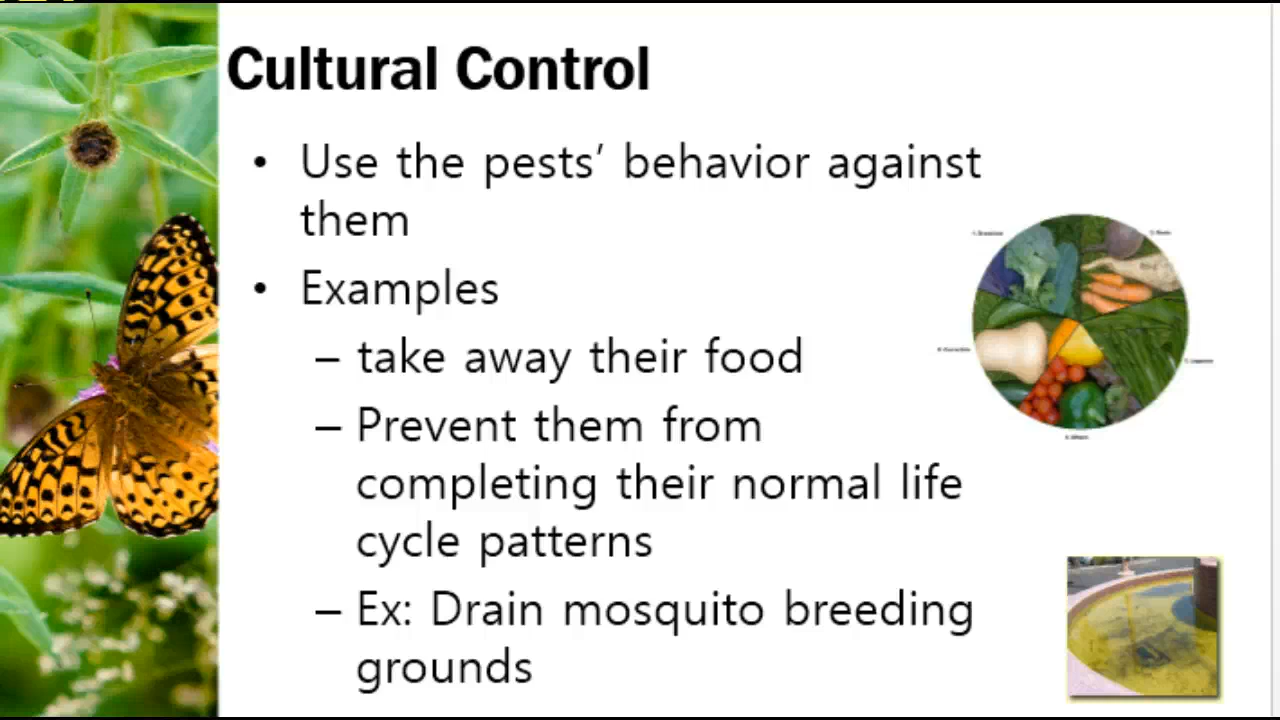 Cultural Control
• Use the pests’ behavior against
them
• Examples
– take away their food
– Prevent them from
completing their normal life
cycle patterns
– Ex: Drain mosquito breeding
grounds